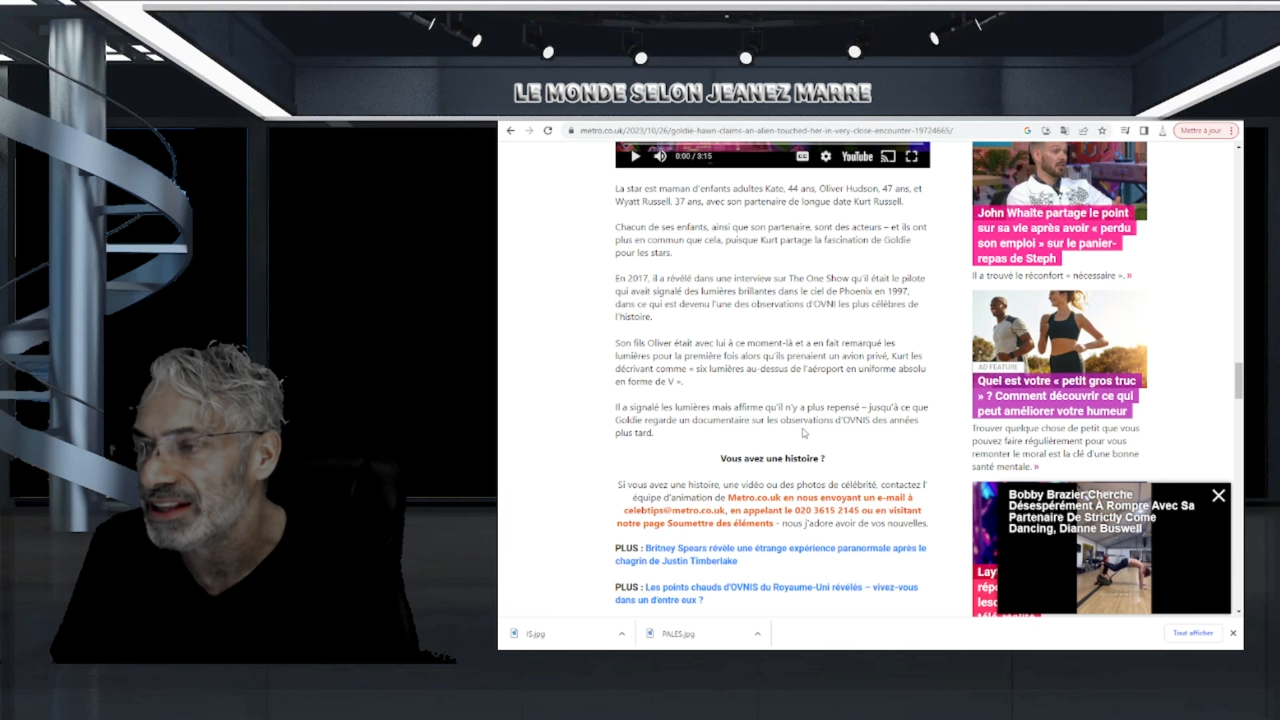 LE MONDE SELON JEANEZ MARRE
metro.co.uk/2023/10/26/goldie-hawn-claims-an-alien-touched-her-in-very-close-encounter-19724665/
Mettre à jour
0:00 / 3:15
CC
YouTube
La star est maman d'enfants adultes Kate, 44 ans, Oliver Hudson, 47 ans, et
Wyatt Russell, 37 ans, avec son partenaire de longue date Kurt Russell.
Chacun de ses enfants, ainsi que son partenaire, sont des acteurs – et ils ont
plus en commun que cela, puisque Kurt partage la fascination de Goldie
pour les stars.
En 2017, il a révélé dans une interview sur The One Show qu'il était le pilote
qui avait signalé des lumières brillantes dans le ciel de Phoenix en 1997,
dans ce qui est devenu l'une des observations d'OVNI les plus célèbres de
l'histoire.
Son fils Oliver était avec lui à ce moment-là et a en fait remarqué les
lumières pour la première fois alors qu'ils prenaient un avion privé, Kurt les
décrivant comme « six lumières au-dessus de l'aéroport en uniforme absolu
en forme de V ».
Il a signalé les lumières mais affirme qu'il n'y a plus repensé – jusqu'à ce que
Goldie regarde un documentaire sur les observations d'OVNIS des années
plus tard.
Vous avez une histoire ?
Si vous avez une histoire, une vidéo ou des photos de célébrité, contactez l'
équipe d'animation de Metro.co.uk en nous envoyant un e-mail à
celebtips@metro.co.uk, en appelant le 020 3615 2145 ou en visitant
notre page Soumettre des éléments - nous j'adore avoir de vos nouvelles.
PLUS : Britney Spears révèle une étrange expérience paranormale après le
chagrin de Justin Timberlake
PLUS : Les points chauds d'OVNIS du Royaume-Uni révélés – vivez-vous
dans un d'entre eux ?
John Whaite partage le point
sur sa vie après avoir « perdu
son emploi » sur le panier-
repas de Steph
Il a trouvé le réconfort « nécessaire ». »
AD FEATURE
Quel est votre « petit gros truc
» ? Comment découvrir ce qui
peut améliorer votre humeur
Trouver quelque chose de petit que vous
pouvez faire régulièrement pour vous
remonter le moral est la clé d'une bonne
santé mentale. »
Bobby Brazier Cherche
Désespérément À Rompre Avec Sa
Partenaire De Strictly Come
Dancing, Dianne Buswell
Lay
répo
lesq
IS.jpg
PALES.jpg
Tout afficher